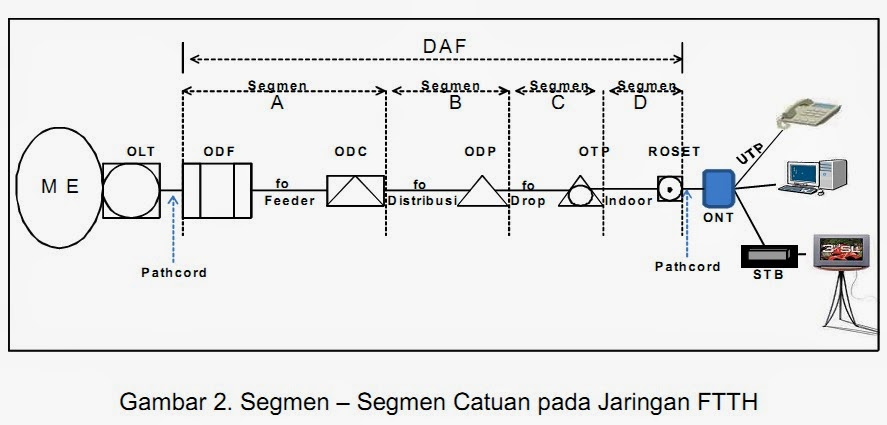 DAF
Segmen Segmen Segmen Segmen
A B C D
OLT ODF ODC ODP OTP ROSET UTP
M E
fo fo fo
Feeder Distribusi Drop Indoor
ONT
Pathcord Pathcord
STB
Gambar 2. Segmen – Segmen Catuan pada Jaringan FTTH